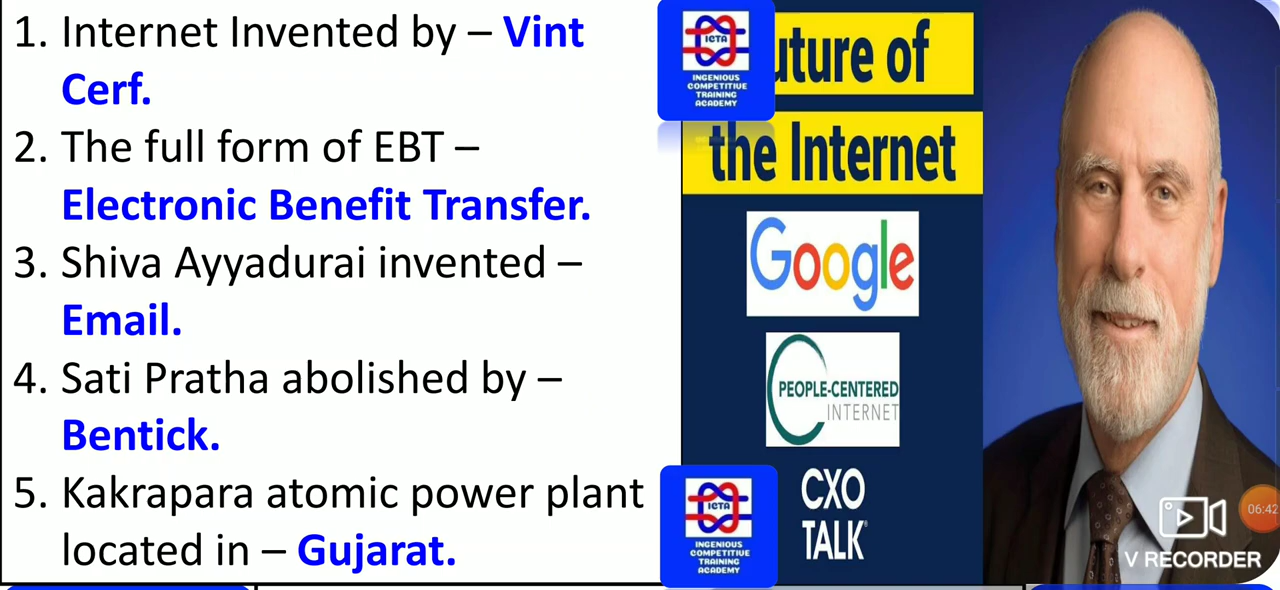 1. Internet Invented by – Vint
Cerf.
2. The full form of EBT –
Electronic Benefit Transfer.
3. Shiva Ayyadurai invented –
Email.
4. Sati Pratha abolished by –
Bentick.
5. Kakrapara atomic power plant
located in – Gujarat.
ICTA
INGENIOUS
COMPETITIVE
TRAINING
ACADEMY
uture of
the Internet
Google
PEOPLE-CENTERED
INTERNET
CXO
TALK
ICTA
INGENIOUS
COMPETITIVE
TRAINING
ACADEMY
06:42
V RECORDER